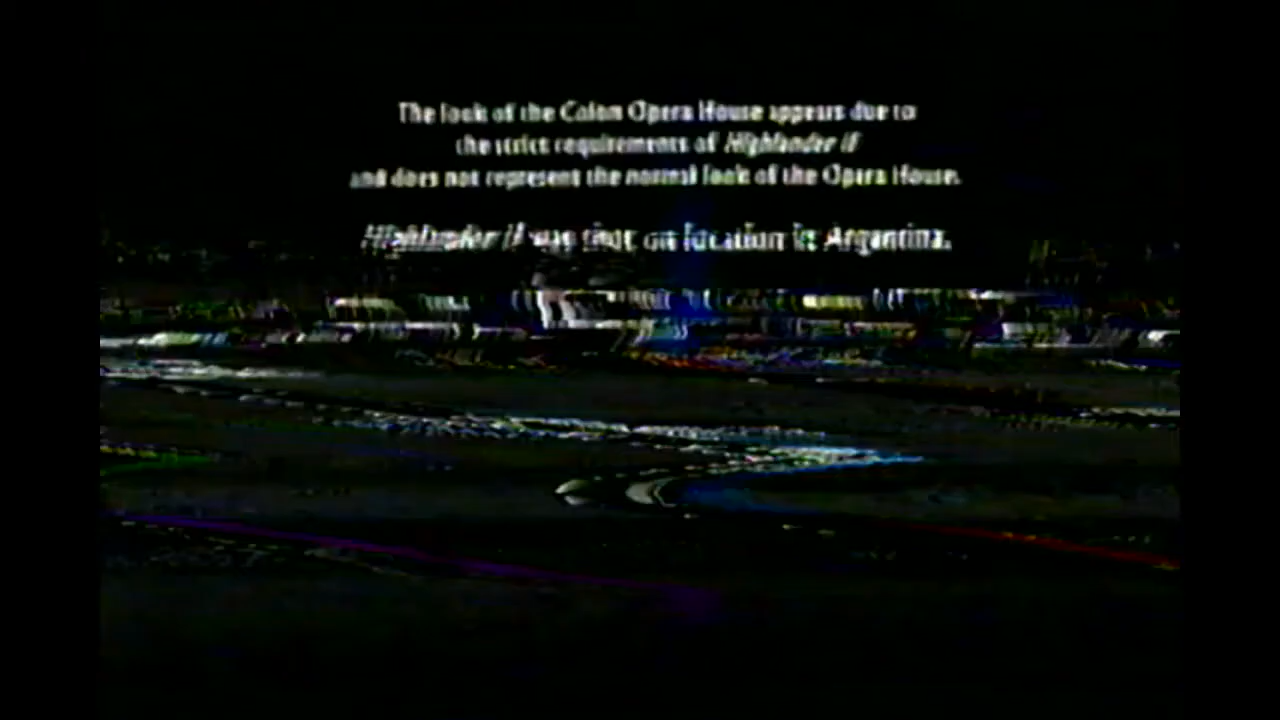 The look of the Colon Opera House appears due to
the strict requirements of Highlander II
and does not represent the normal look of the Opera House.
Highlander II was shot on location in Argentina.